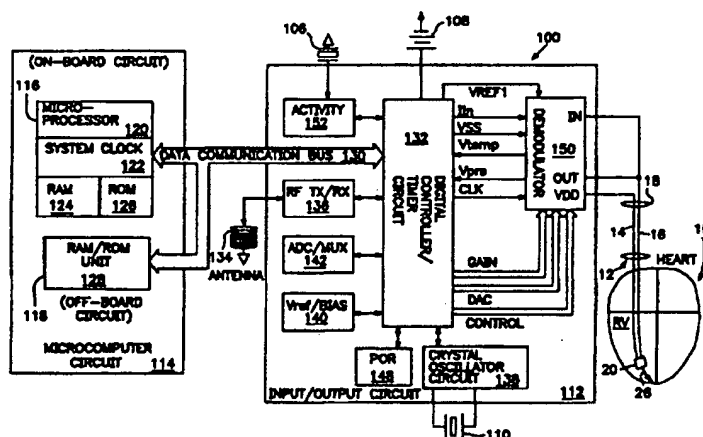 (ON-BOARD CIRCUIT)
116
MICRO-
PROCESSOR
120
SYSTEM CLOCK
122
RAM
124
ROM
126
DATA COMMUNICATION BUS 130
118
RAM/ROM
UNIT
128
(OFF-BOARD
CIRCUIT)
MICROCOMPUTER
CIRCUIT
114
106
108
100
ACTIVITY
152
RF TX/RX
136
134
ANTENNA
ADC/MUX
142
Vref/BIAS
140
132
DIGITAL
CONTROLLER/
TIMER
CIRCUIT
POR
148
CRYSTAL
OSCILLATOR
CIRCUIT
138
INPUT/OUTPUT CIRCUIT
112
110
VREF1
Iin
VSS
Vtemp
Vprs
CLK
GAIN
DAC
CONTROL
DEMODULATOR
150
IN
OUT
VDD
18
14
16
12
HEART
RV
20
26